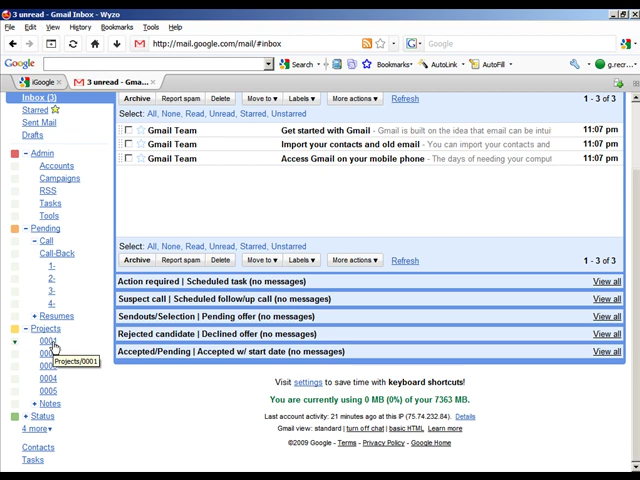 3 unread - Gmail Inbox - Wyzo
File Edit View History Bookmarks Tools Help
http://mail.google.com/mail/#inbox
Google
Google Search Bookmarks AutoLink AutoFill g.recr...
iGoogle 3 unread - Gmail - Inbox - gma...
Inbox (3)
Starred
Sent Mail
Drafts
Admin
Accounts
Campaigns
RSS
Tasks
Tools
Pending
Call
Call-Back
1-
2-
3-
4-
Resumes
Projects
0001
Projects/0001
0004
0005
Notes
Status
4 more
Contacts
Tasks
Archive Report spam Delete Move to Labels More actions Refresh 1 - 3 of 3
Select: All, None, Read, Unread, Starred, Unstarred
Gmail Team Get started with Gmail - Gmail is built on the idea that email can be intui 11:07 pm
Gmail Team Import your contacts and old email - You can import your contacts and 11:07 pm
Gmail Team Access Gmail on your mobile phone - The days of needing your comput 11:07 pm
Select: All, None, Read, Unread, Starred, Unstarred
Archive Report spam Delete Move to Labels More actions Refresh 1 - 3 of 3
Action required | Scheduled task (no messages) View all
Suspect call | Scheduled follow/up call (no messages) View all
Sendouts/Selection | Pending offer (no messages) View all
Rejected candidate | Declined offer (no messages) View all
Accepted/Pending | Accepted w/ start date (no messages) View all
Visit settings to save time with keyboard shortcuts!
You are currently using 0 MB (0%) of your 7363 MB.
Last account activity: 21 minutes ago at this IP (75.74.232.84). Details
Gmail view: standard | turn off chat | basic HTML Learn more
©2009 Google - Terms - Privacy Policy - Google Home